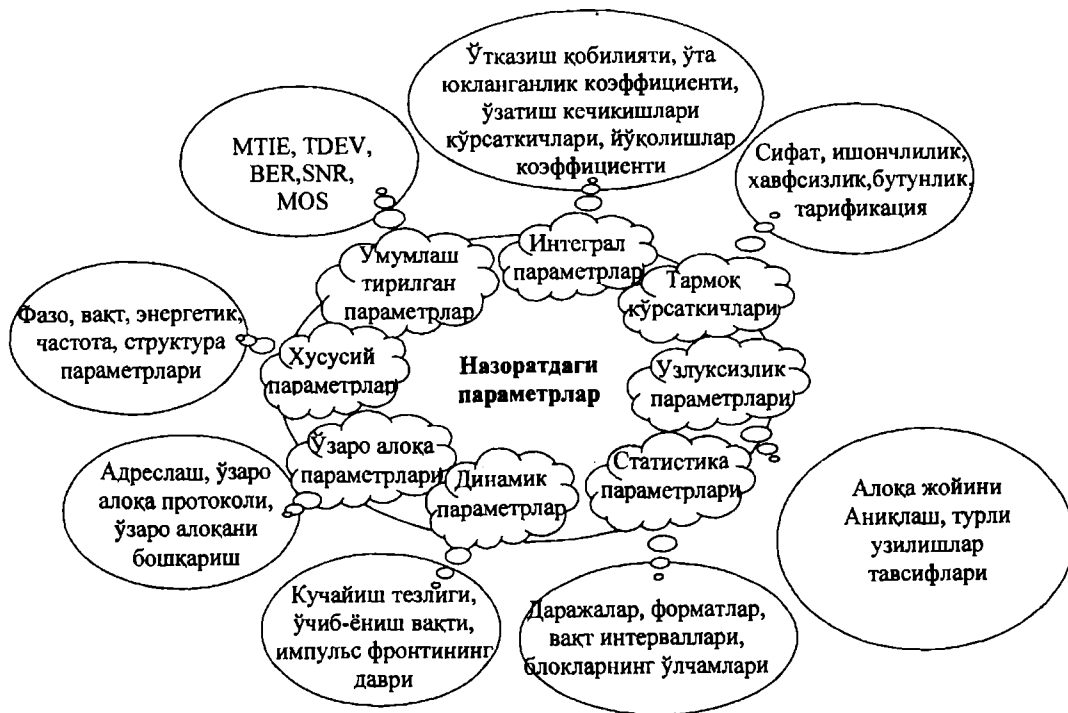 Ўтказиш қобилияти, ўта
юкланганлик коэффициенти,
ўзатиш кечикишлари
кўрсаткичлари, йўқолишлар
коэффициенти
MTIE, TDEV,
BER,SNR,
MOS
Сифат, ишончлилик,
хавфсизлик,бутунлик,
тарификация
Умумлаш
тирилган
параметрлар
Интеграл
параметрлар
Тармоқ
кўрсаткичлари
Фазо, вақт, энергетик,
частота, структура
параметрлари
Хусусий
параметрлар
Назоратдаги
параметрлар
Узлуксизлик
параметрлари
Ўзаро алоқа
параметрлари
Динамик
параметрлар
Статистика
параметрлари
Адреслаш, ўзаро
алоқа протоколи,
ўзаро алоқани
бошқариш
Алоқа жойини
Аниқлаш, турли
узилишлар
тавсифлари
Кучайиш тезлиги,
ўчиб-ёниш вақти,
импульс фронтининг
даври
Даражалар, форматлар,
вақт интерваллари,
блокларнинг ўлчамлари